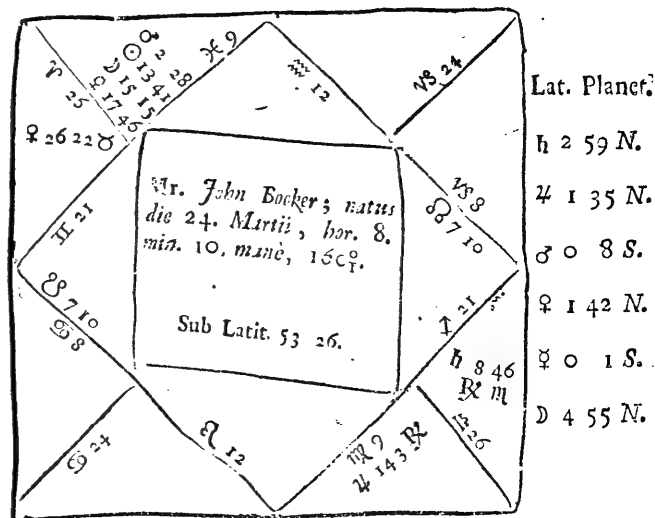 ♂ 2 28
☉ 13 41
☽ 15 15
☿ 17 46
♓ 9
♒ 12
♑ 24
♈ 25
♀ 26 22 ♉
♊ 21
☋ 7 10
♋ 8
♋ 24
♌ 12
♍ 9
♃ 1 43 ℞
♎ 26
♄ 8 46
℞ ♏
♐ 21
♑ 8
☊ 7 10
Mr. John Booker; natus
die 24. Martii, hor. 8.
min. 10. manè,
Sub Latit. 53 26.
Lat. Planet.
♄ 2 59 N.
♃ 1 35 N.
♂ 0 8 S.
♀ 1 42 N.
☿ 0 1 S.
☽ 4 55 N.